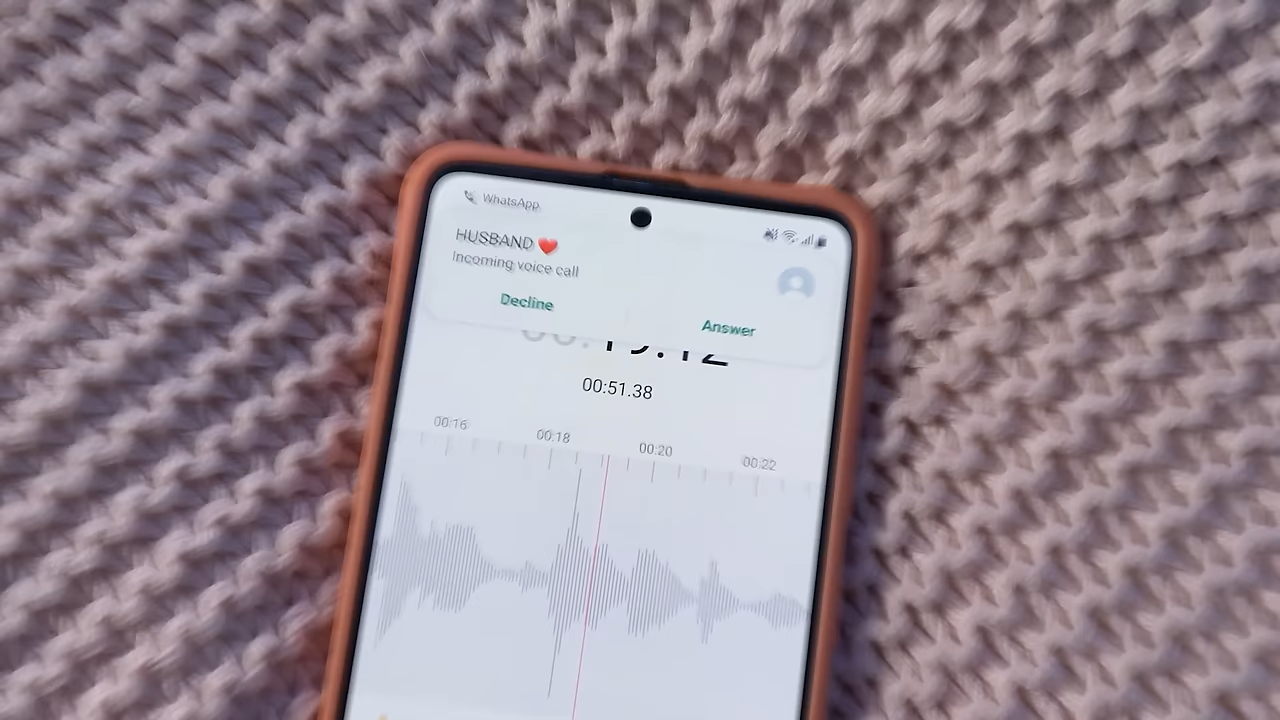 WhatsApp
HUSBAND ❤️
Incoming voice call
Decline
Answer
00:51.38
00:16
00:18
00:20
00:22